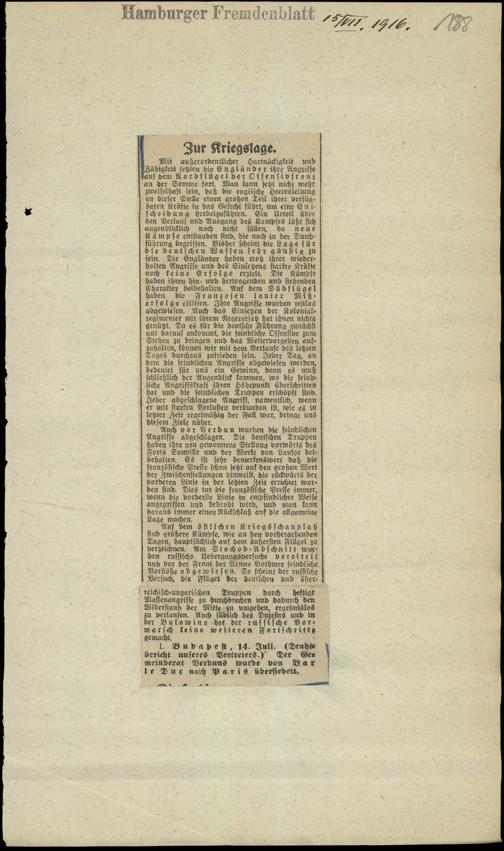 Hamburger Fremdenblatt 15/VII. 1916. 188
Zur Kriegslage.
Mit außerordentlicher Hartnäckigkeit und
Zähigkeit setzten die Engländer ihre Angriffe
auf dem Nordflügel der Offensivfront
an der Somme fort. Man kann jetzt nicht mehr
zweifelhaft sein, daß die englische Heeresleitung
an dieser Stelle einen großen Teil ihrer verfüg-
baren Kräfte in das Gefecht führt, um eine Ent-
scheidung herbeizuführen. Ein Urteil über
den Verlauf und Ausgang des Kampfes läßt sich
augenblicklich noch nicht fällen, da neue
Kämpfe entstanden sind, die noch in der Durch-
führung begriffen. Bisher scheint die Lage für
die deutschen Waffen sehr günstig zu
sein. Die Engländer haben trotz ihrer wieder-
holten Angriffe und des Einsetzens starker Kräfte
noch keine Erfolge erzielt. Die Kämpfe
haben ihren hin- und herwogenden und stehenden
Charakter beibehalten. Auf dem Südflügel
haben die Franzosen lauter Miß-
erfolge erlitten. Ihre Angriffe wurden restlos
abgewiesen. Auch das Einsetzen der Kolonial-
regimenter mit ihrem Negerersatz hat ihnen nichts
genützt. Da es für die deutsche Führung zunächst
nur darauf ankommt, die feindliche Offensive zum
Stehen zu bringen und das Weitervorgehen auf-
zuhalten, können wir mit dem Verlaufe des letzten
Tages durchaus zufrieden sein. Jeder Tag, an
dem die feindlichen Angriffe abgewiesen werden,
bedeutet für uns ein Gewinn, denn es muß
schließlich der Augenblick kommen, wo die feind-
liche Angriffskraft ihren Höhepunkt überschritten
hat und die feindlichen Truppen erschöpft sind.
Jeder abgeschlagene Angriff, namentlich, wenn
er mit starken Verlusten verbunden ist, wie es in
letzter Zeit regelmäßig der Fall war, bringt uns
diesem Ziele näher.
Auch vor Verdun wurden die feindlichen
Angriffe abgeschlagen. Die deutschen Truppen
haben ihre neu gewonnene Stellung vorwärts des
Forts Souville und der Werke von Laufee bei-
behalten. Es ist sehr bemerkenswert daß die
französische Presse schon jetzt auf den großen Wert
der Zwischenstellungen hinweist, die rückwärts der
vorderen Linie in der letzten Zeit errichtet wor-
den sind. Dies tut die französische Presse immer,
wenn die vorderste Linie in empfindlicher Weise
angegriffen und bedroht wird, und man kann
daraus immer einen Rückschluß auf die allgemeine
Lage machen.
Auf dem östlichen Kriegsschauplatz
sind größere Kämpfe, wie an den vorhergehenden
Tagen, hauptsächlich auf dem äußersten Flügel zu
verzeichnen. Am Stochod-Abschnitt wur-
den russische Uebergangsversuche vereitelt
und vor der Front der Armee Bothmer feindliche
Vorstöße abgewiesen. So scheint der russische
Versuch, die Flügel der deutschen und öster-
reichisch-ungarischen Truppen durch heftige
Massenangriffe zu durchbrechen und dadurch den
Widerstand der Mitte zu umgehen, ergebnislos
zu verlaufen. Auch südlich des Dnjestrs und in
der Bukowina hat der russische Vor-
marsch keine weiteren Fortschritte
gemacht.
l. Budapest, 14. Juli. (Draht-
bericht unseres Vertreters.) Der Ge-
meinderat Verduns wurde von Bar
le Duc nach Paris übersiedelt.